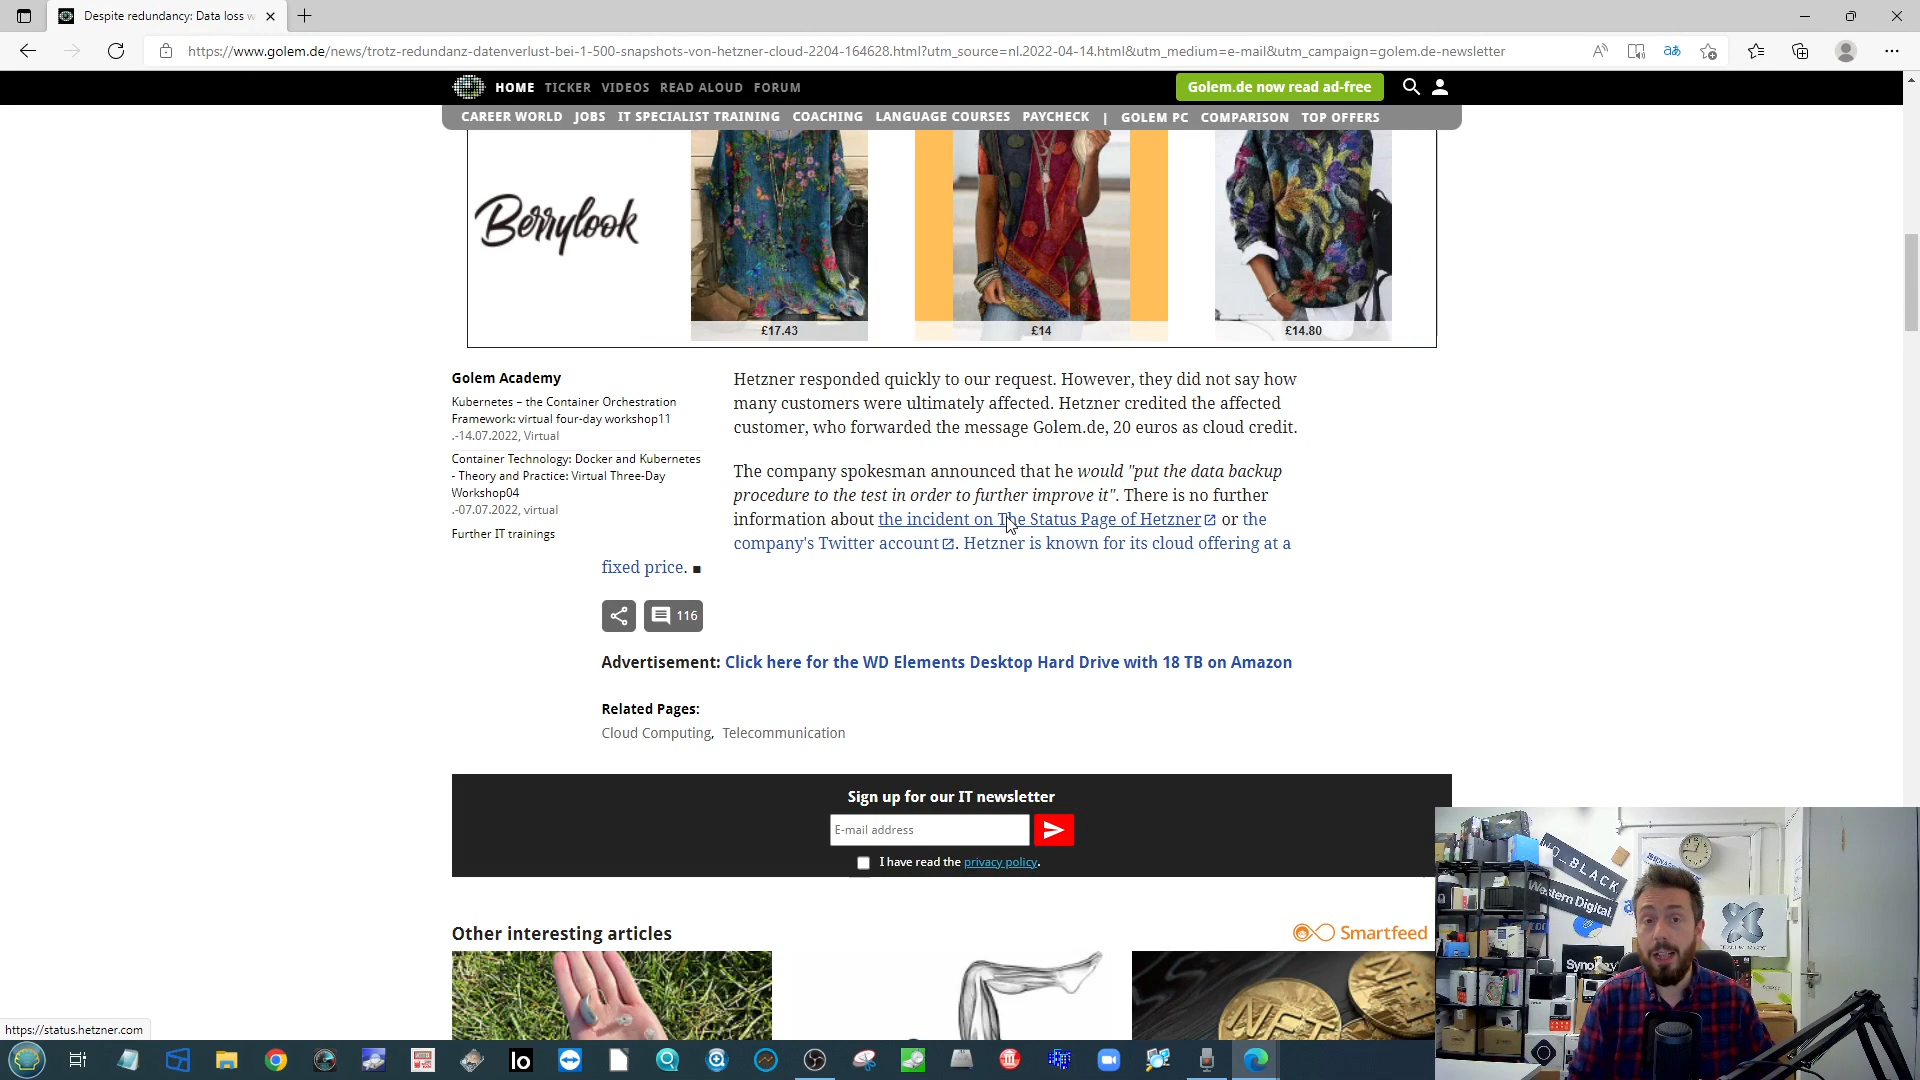 Despite redundancy: Data loss w
https://www.golem.de/news/trotz-redundanz-datenverlust-bei-1-500-snapshots-von-hetzner-cloud-2204-164628.html?utm_source=nl.2022-04-14.html&utm_medium=e-mail&utm_campaign=golem.de-newsletter
HOME TICKER VIDEOS READ ALOUD FORUM
Golem.de now read ad-free
CAREER WORLD JOBS IT SPECIALIST TRAINING COACHING LANGUAGE COURSES PAYCHECK | GOLEM PC COMPARISON TOP OFFERS
Berrylook
£17.43
£14
£14.80
Golem Academy
Kubernetes – the Container Orchestration
Framework: virtual four-day workshop11
.-14.07.2022, Virtual
Container Technology: Docker and Kubernetes
- Theory and Practice: Virtual Three-Day
Workshop04
.-07.07.2022, virtual
Further IT trainings
Hetzner responded quickly to our request. However, they did not say how
many customers were ultimately affected. Hetzner credited the affected
customer, who forwarded the message Golem.de, 20 euros as cloud credit.
The company spokesman announced that he would "put the data backup
procedure to the test in order to further improve it". There is no further
information about the incident on The Status Page of Hetzner or the
company's Twitter account. Hetzner is known for its cloud offering at a
fixed price.
116
Advertisement: Click here for the WD Elements Desktop Hard Drive with 18 TB on Amazon
Related Pages:
Cloud Computing, Telecommunication
Sign up for our IT newsletter
E-mail address
I have read the privacy policy.
Other interesting articles
Smartfeed
_BLACK
Western Digital
Synology
https://status.hetzner.com
Io